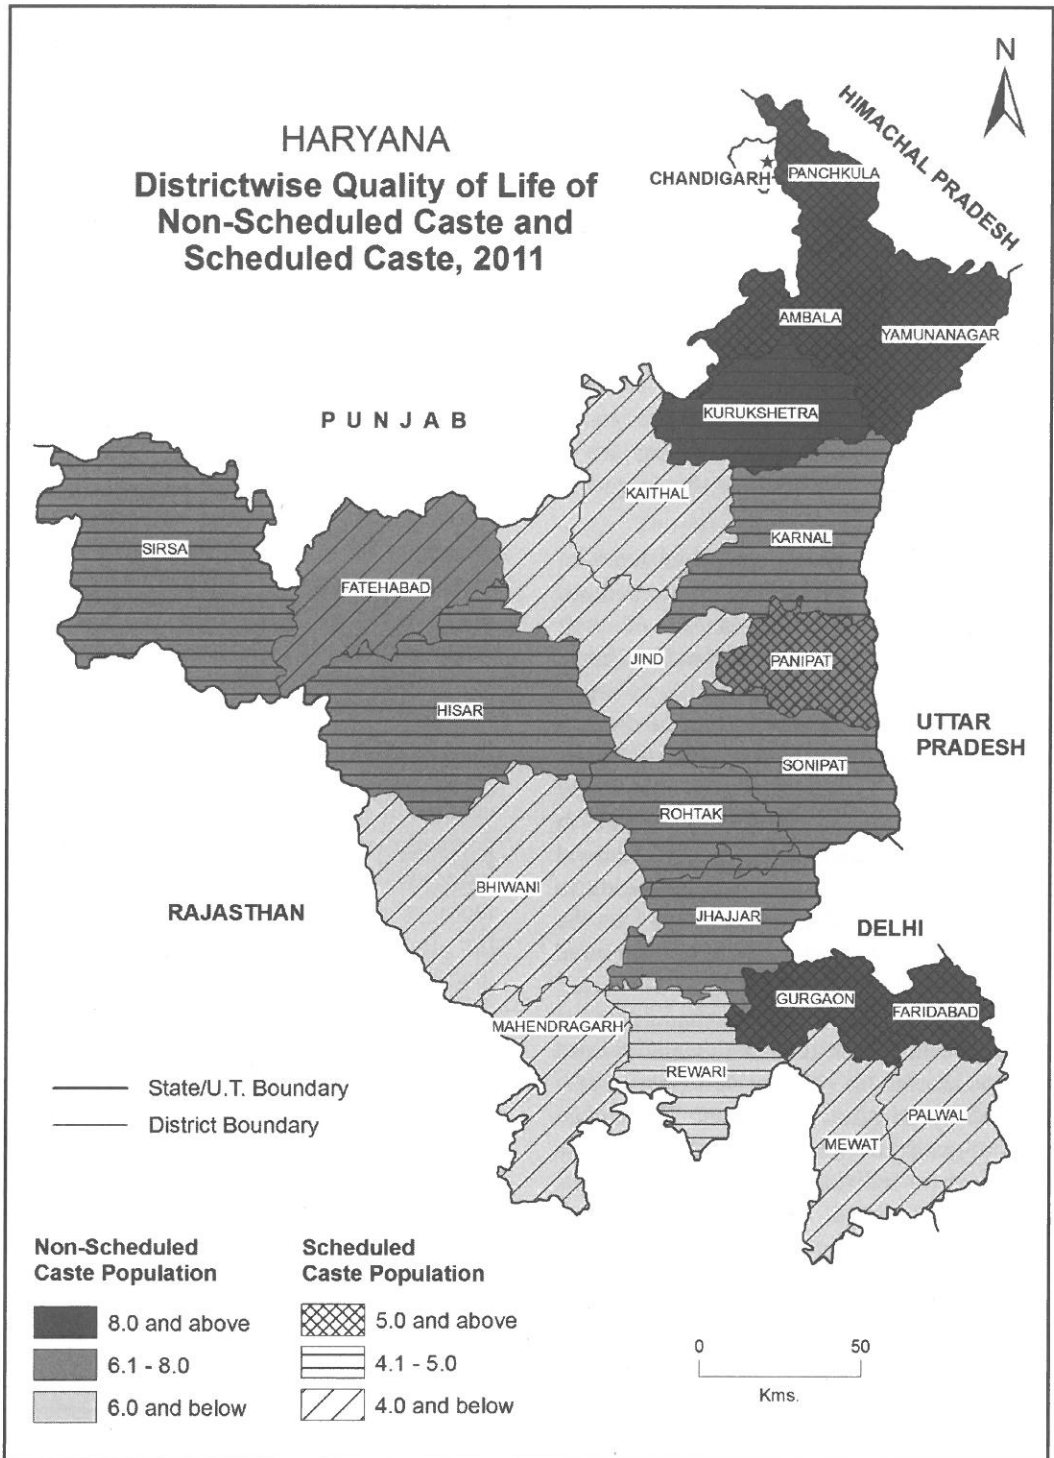 N
HIMACHAL PRADESH
HARYANA
Districtwise Quality of Life of
Non-Scheduled Caste and
Scheduled Caste, 2011
CHANDIGARH
PANCHKULA
AMBALA
YAMUNANAGAR
KURUKSHETRA
PUNJAB
KAITHAL
KARNAL
SIRSA
FATEHABAD
JIND
PANIPAT
HISAR
UTTAR
PRADESH
SONIPAT
ROHTAK
BHIWANI
RAJASTHAN
JHAJJAR
DELHI
GURGAON
FARIDABAD
MAHENDRAGARH
REWARI
PALWAL
MEWAT
State/U.T. Boundary
District Boundary
Non-Scheduled
Caste Population
8.0 and above
6.1 - 8.0
6.0 and below
Scheduled
Caste Population
5.0 and above
4.1 - 5.0
4.0 and below
0 50
Kms.